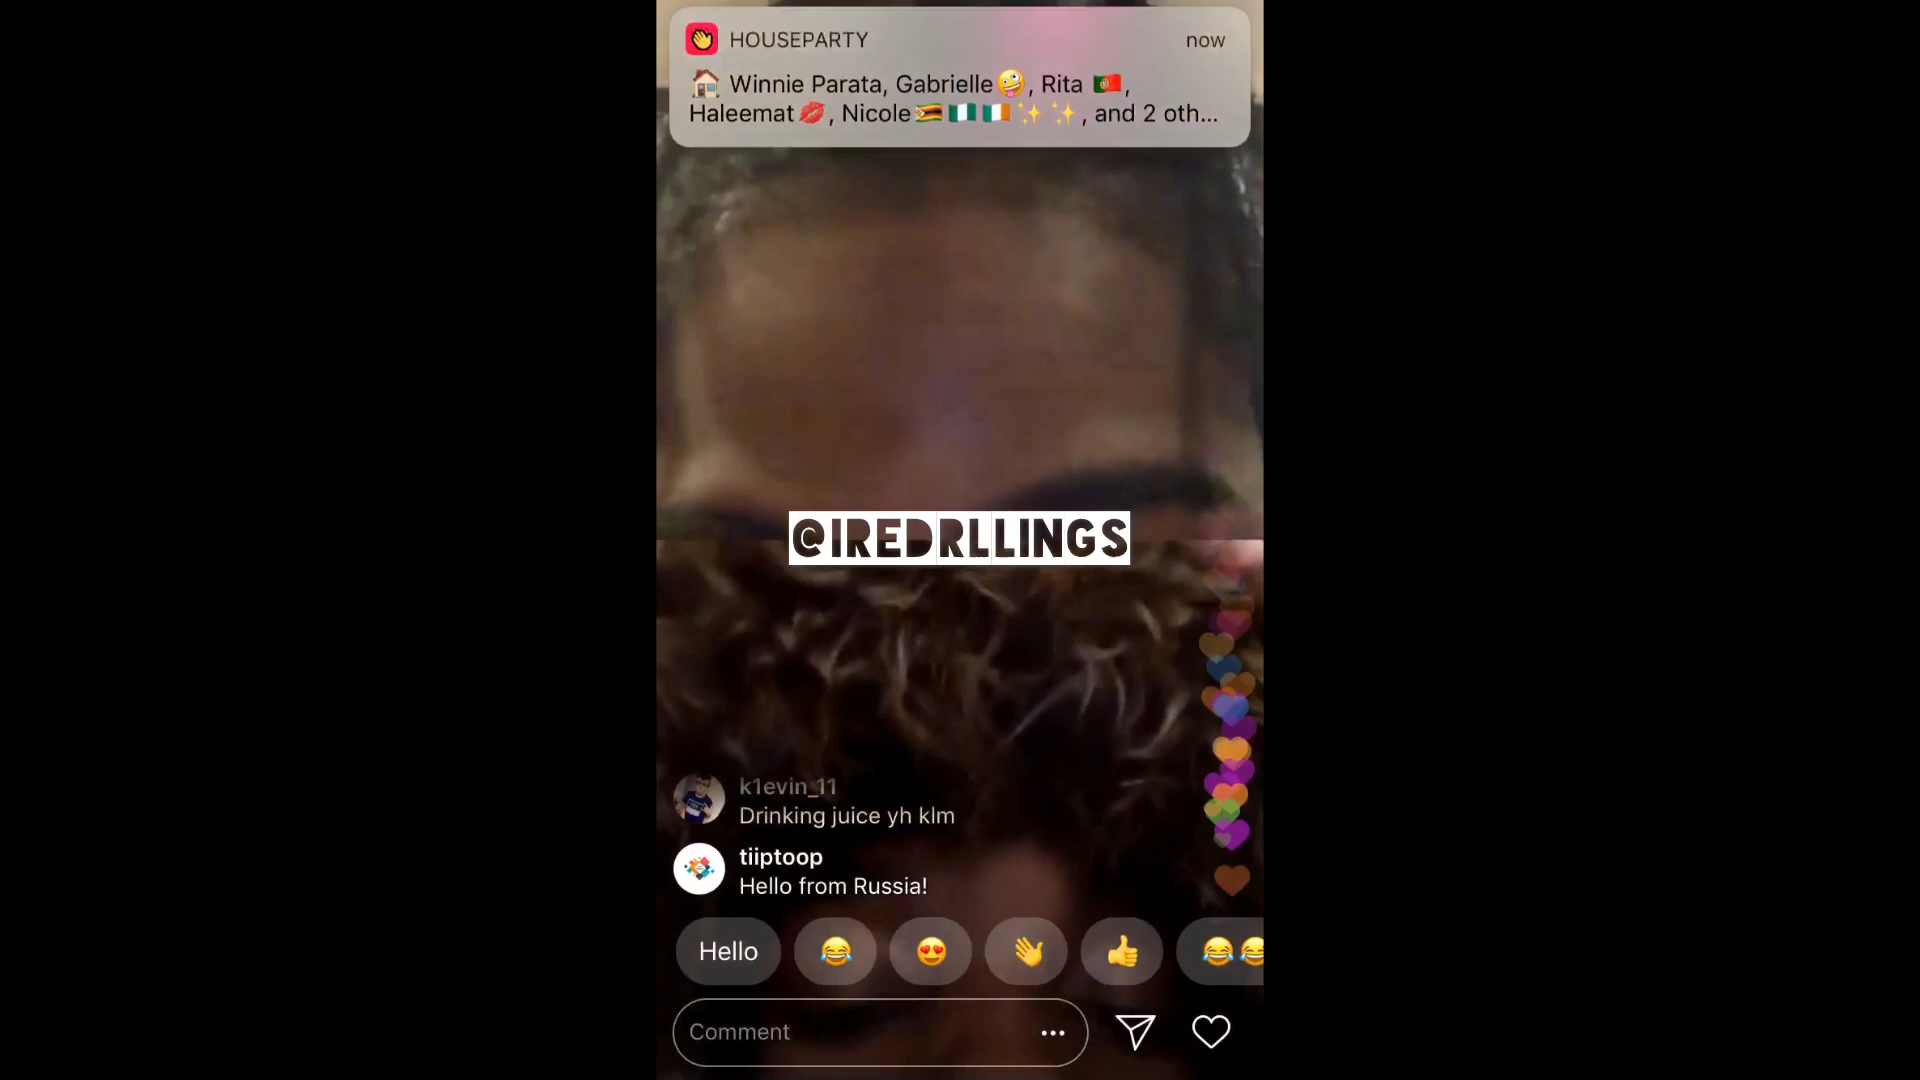 HOUSEPARTY now
🏠 Winnie Parata, Gabrielle🤪, Rita 🇵🇹,
Haleemat💋, Nicole🇿🇼🇳🇬🇮🇪✨✨, and 2 oth...
@IREDRLLINGS
k1evin_11
Drinking juice yh klm
tiiptoop
Hello from Russia!
Hello 😂 😍 👋 👍 😂😂
Comment ...